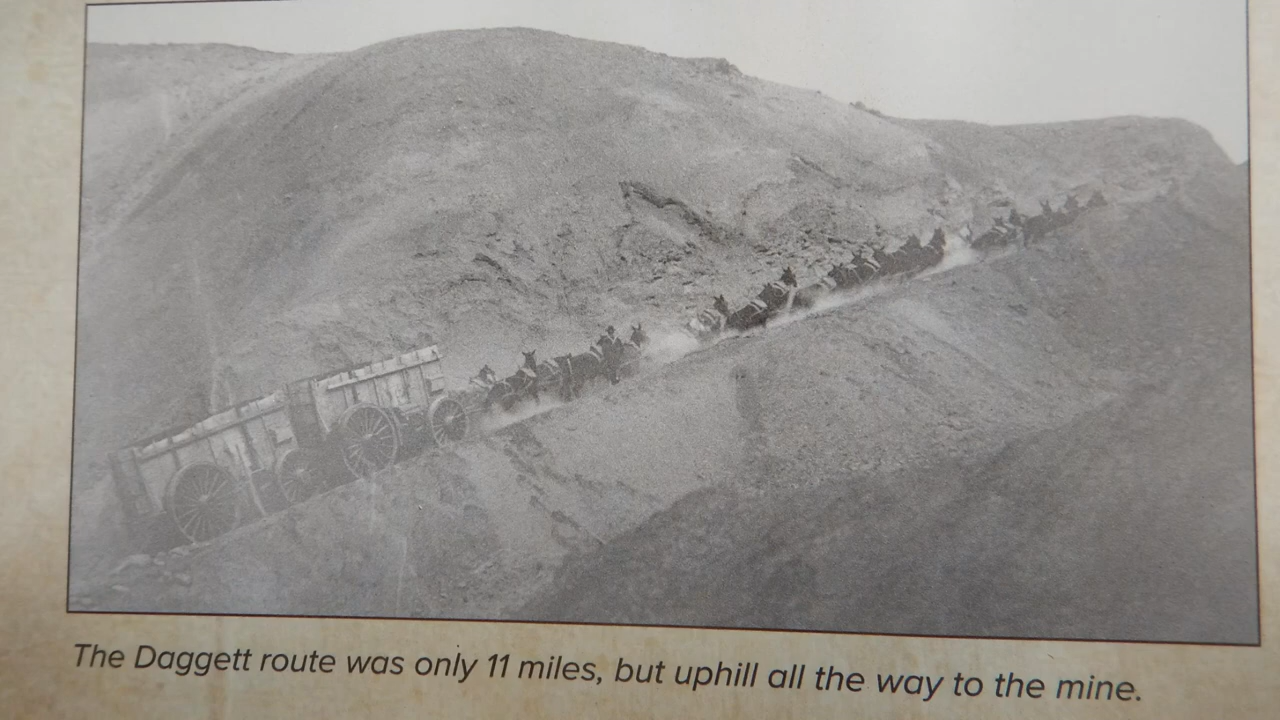 The Daggett route was only 11 miles, but uphill all the way to the mine.